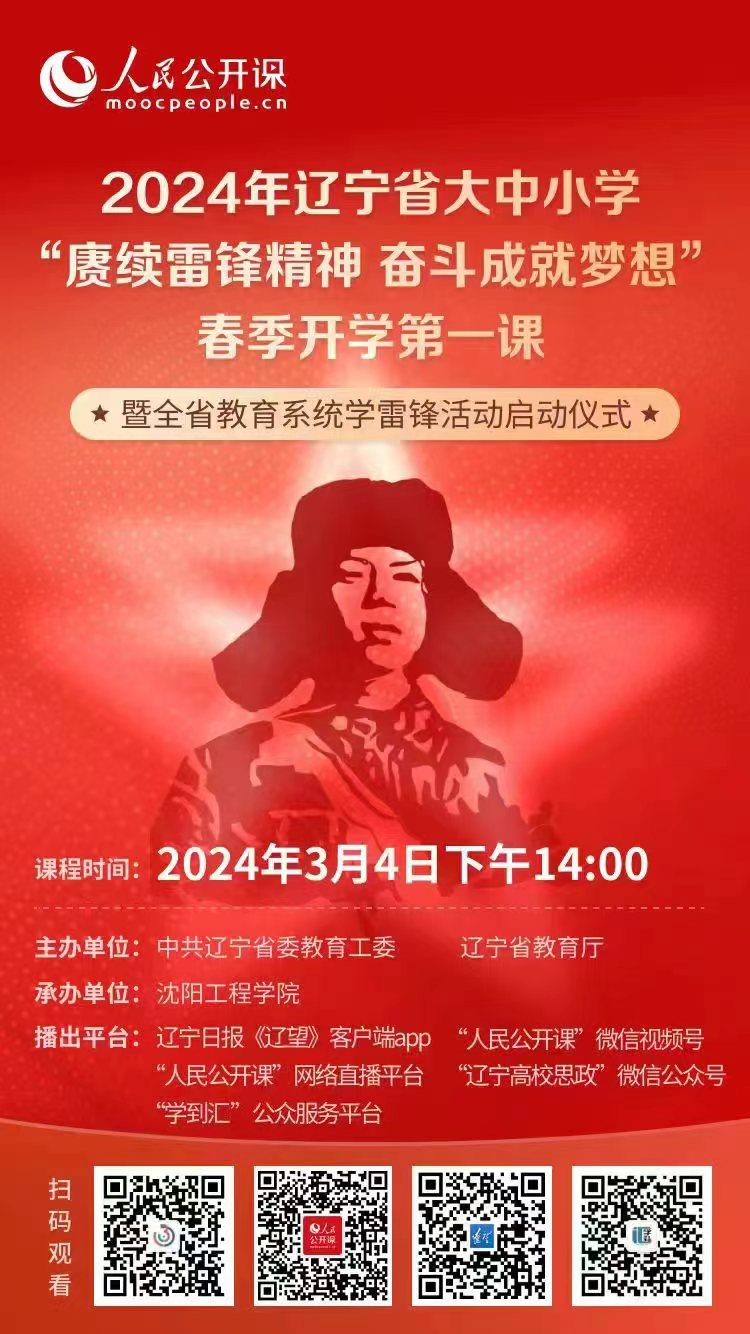 人民公开课
moocpeople.cn
2024年辽宁省大中小学
“赓续雷锋精神 奋斗成就梦想”
春季开学第一课
★ 暨全省教育系统学雷锋活动启动仪式 ★
课程时间：2024年3月4日下午14:00
主办单位：中共辽宁省委教育工委 辽宁省教育厅
承办单位：沈阳工程学院
播出平台：辽宁日报《辽望》客户端app “人民公开课”微信视频号
“人民公开课”网络直播平台 “辽宁高校思政”微信公众号
“学到汇”公众服务平台
扫码观看
人民
公开课